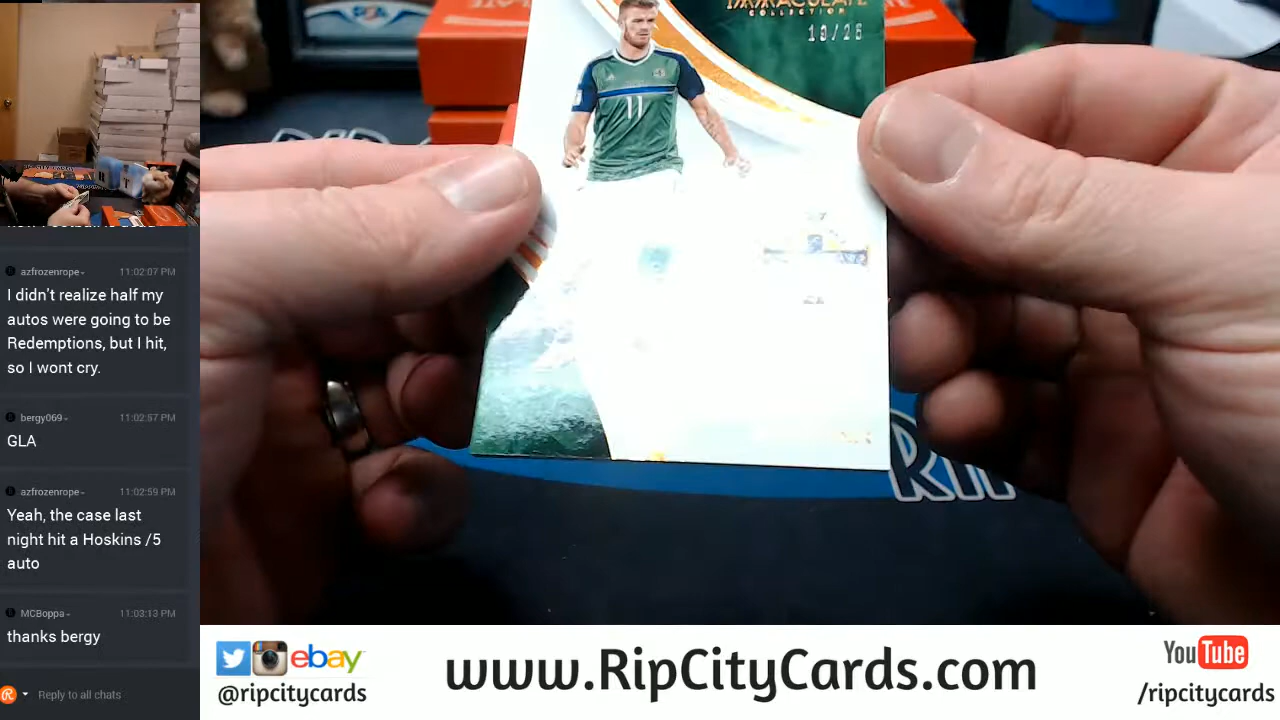 azfrozenrope
11:02:07 PM
I didn't realize half my
autos were going to be
Redemptions, but I hit,
so I wont cry.
bergy069
11:02:57 PM
GLA
azfrozenrope
11:02:59 PM
Yeah, the case last
night hit a Hoskins /5
auto
MCBoppa
11:03:13 PM
thanks bergy
Reply to all chats
IMMACULATE
COLLECTION
11
ebay
@ripcitycards
www.RipCityCards.com
YouTube
/ripcitycards